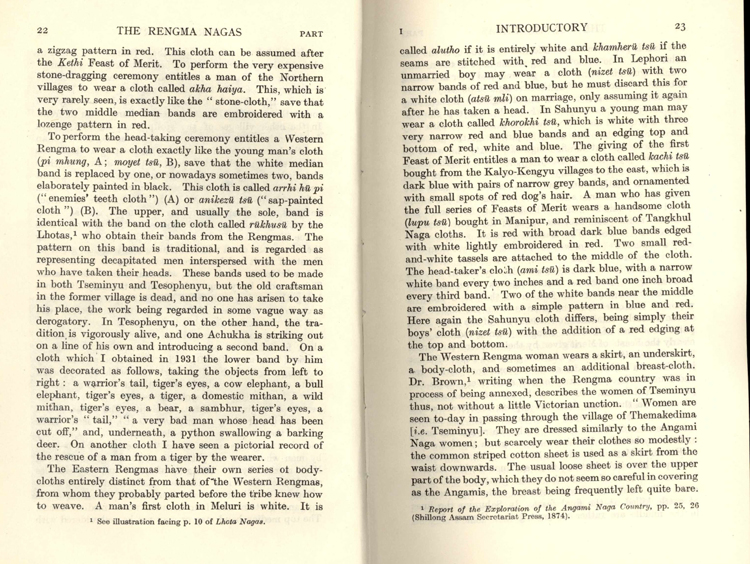 22 THE RENGMA NAGAS PART
a zigzag pattern in red. This cloth can be assumed after
the Kethi Feast of Merit. To perform the very expensive
stone-dragging ceremony entitles a man of the Northern
villages to wear a cloth called akha haiya. This, which is
very rarely seen, is exactly like the “ stone-cloth,” save that
the two middle median bands are embroidered with a
lozenge pattern in red.
To perform the head-taking ceremony entitles a Western
Rengma to wear a cloth exactly like the young man's cloth
(pi mhung, A ; moyet tsü, B), save that the white median
band is replaced by one, or nowadays sometimes two, bands
elaborately painted in black. This cloth is called arrhi hü pi
(“ enemies' teeth cloth ”) (A) or anikezü tsü (“ sap-painted
cloth ”) (B). The upper, and usually the sole, band is
identical with the band on the cloth called rükhusü by the
Lhotas,¹ who obtain their bands from the Rengmas. The
pattern on this band is traditional, and is regarded as
representing decapitated men interspersed with the men
who have taken their heads. These bands used to be made
in both Tseminyu and Tesophenyu, but the old craftsman
in the former village is dead, and no one has arisen to take
his place, the work being regarded in some vague way as
derogatory. In Tesophenyu, on the other hand, the tra-
dition is vigorously alive, and one Achukha is striking out
on a line of his own and introducing a second band. On a
cloth which I obtained in 1931 the lower band by him
was decorated as follows, taking the objects from left to
right : a warrior's tail, tiger's eyes, a cow elephant, a bull
elephant, tiger's eyes, a tiger, a domestic mithan, a wild
mithan, tiger's eyes, a bear, a sambhur, tiger's eyes, a
warrior's “ tail,” “ a very bad man whose head has been
cut off,” and, underneath, a python swallowing a barking
deer. On another cloth I have seen a pictorial record of
the rescue of a man from a tiger by the wearer.
The Eastern Rengmas have their own series of body-
cloths entirely distinct from that of the Western Rengmas,
from whom they probably parted before the tribe knew how
to weave. A man's first cloth in Meluri is white. It is
¹ See illustration facing p. 10 of Lhota Nagas.
I INTRODUCTORY 23
called alutho if it is entirely white and khamherü tsü if the
seams are stitched with red and blue. In Lephori an
unmarried boy may wear a cloth (nizet tsü) with two
narrow bands of red and blue, but he must discard this for
a white cloth (atsü mli) on marriage, only assuming it again
after he has taken a head. In Sahunyu a young man may
wear a cloth called khorokhi tsü, which is white with three
very narrow red and blue bands and an edging top and
bottom of red, white and blue. The giving of the first
Feast of Merit entitles a man to wear a cloth called kachi tsü
bought from the Kalyo-Kengyu villages to the east, which is
dark blue with pairs of narrow grey bands, and ornamented
with small spots of red dog's hair. A man who has given
the full series of Feasts of Merit wears a handsome cloth
(lupu tsü) bought in Manipur, and reminiscent of Tangkhul
Naga cloths. It is red with broad dark blue bands edged
with white lightly embroidered in red. Two small red-
and-white tassels are attached to the middle of the cloth.
The head-taker's cloth (ami tsü) is dark blue, with a narrow
white band every two inches and a red band one inch broad
every third band. Two of the white bands near the middle
are embroidered with a simple pattern in blue and red.
Here again the Sahunyu cloth differs, being simply their
boys' cloth (nizet tsü) with the addition of a red edging at
the top and bottom.
The Western Rengma woman wears a skirt, an underskirt,
a body-cloth, and sometimes an additional breast-cloth.
Dr. Brown,¹ writing when the Rengma country was in
process of being annexed, describes the women of Tseminyu
thus, not without a little Victorian unction. “ Women are
seen to-day in passing through the village of Themakedima
[i.e. Tseminyu]. They are dressed similarly to the Angami
Naga women ; but scarcely wear their clothes so modestly :
the common striped cotton sheet is used as a skirt from the
waist downwards. The usual loose sheet is over the upper
part of the body, which they do not seem so careful in covering
as the Angamis, the breast being frequently left quite bare.
¹ Report of the Exploration of the Angami Naga Country, pp. 25, 26
(Shillong Assam Secretariat Press, 1874).